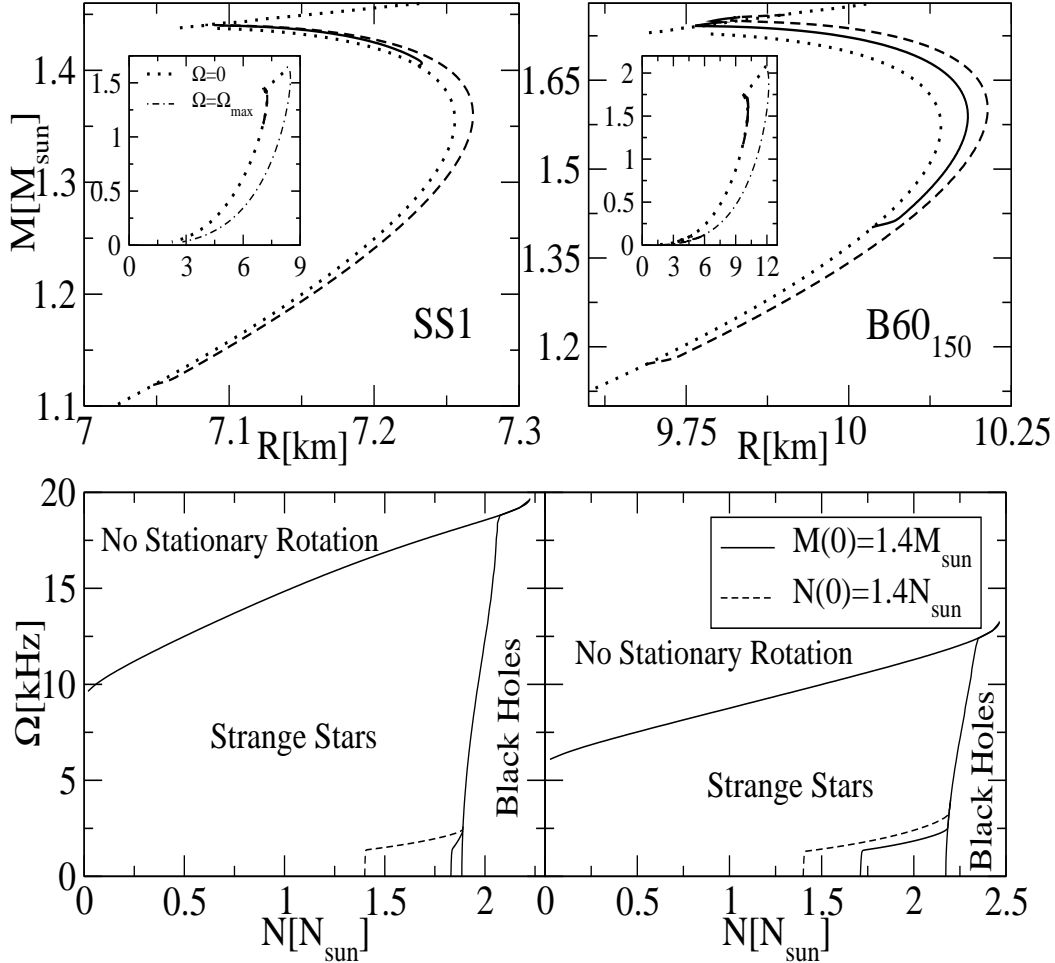 M[M_sun]
1.4
1.3
1.2
1.1
7
7.1
7.2
7.3
R[km]
SS1
1.5
1
0.5
0
0
3
6
9
Ω=0
Ω=Ω_max
1.65
1.5
1.35
1.2
9.75
10
10.25
R[km]
B60_150
2
1.5
1
0.5
0
0
3
6
9
12
Ω[kHz]
20
15
10
5
0
0
0.5
1
1.5
2
N[N_sun]
No Stationary Rotation
Strange Stars
Black Holes
M(0)=1.4M_sun
N(0)=1.4N_sun
No Stationary Rotation
Strange Stars
Black Holes
0
0.5
1
1.5
2
2.5
N[N_sun]